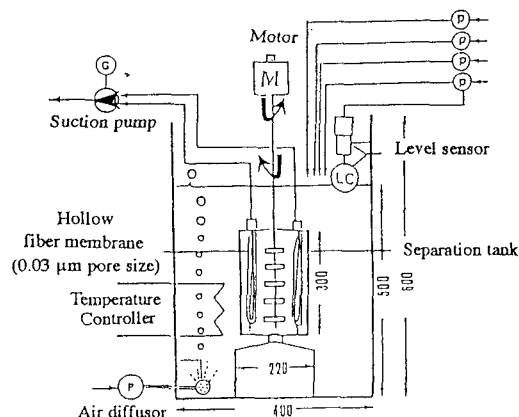 Motor
M
G
P
P
P
P
Suction pump
Level sensor
LC
Hollow
fiber membrane
(0.03 μm pore size)
Separation tank
300
500
600
Temperature
Controller
220
P
Air diffusor
400